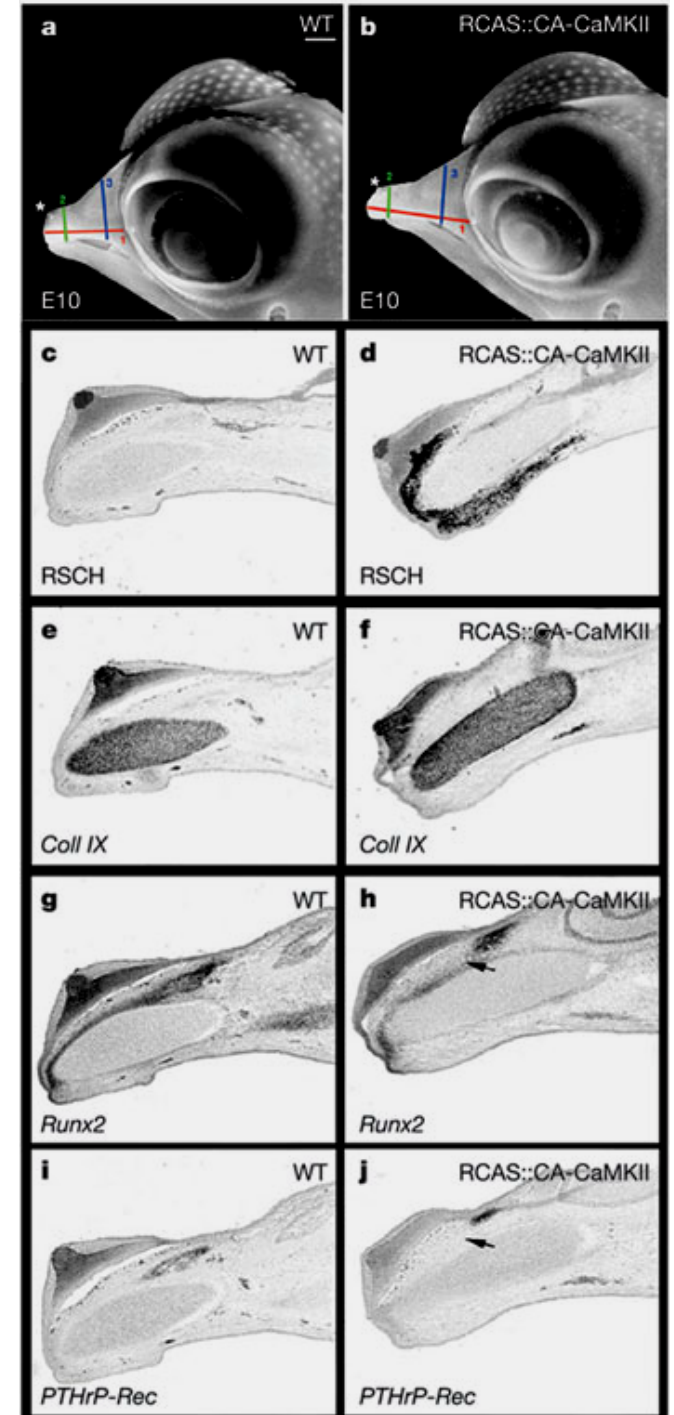 a WT b RCAS::CA-CaMKII
2 3 1 2 3 1
* *
E10 E10
c WT d RCAS::CA-CaMKII
RSCH RSCH
e WT f RCAS::CA-CaMKII
Coll IX Coll IX
g WT h RCAS::CA-CaMKII
Runx2 Runx2
i WT j RCAS::CA-CaMKII
PTHrP-Rec PTHrP-Rec